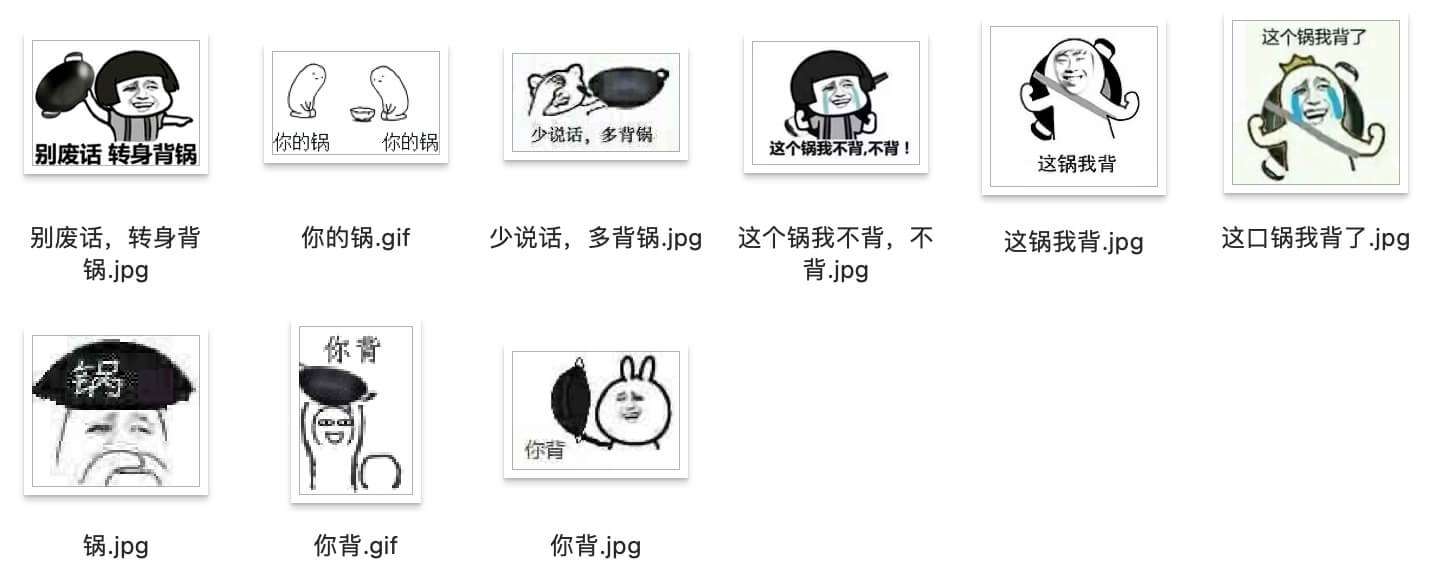 别废话 转身背锅
你的锅 你的锅
少说话，多背锅
这个锅我不背,不背！
这锅我背
这个锅我背了
别废话，转身背
锅.jpg
你的锅.gif
少说话，多背锅.jpg
这个锅我不背，不
背.jpg
这锅我背.jpg
这口锅我背了.jpg
锅
你背
你背
锅.jpg
你背.gif
你背.jpg